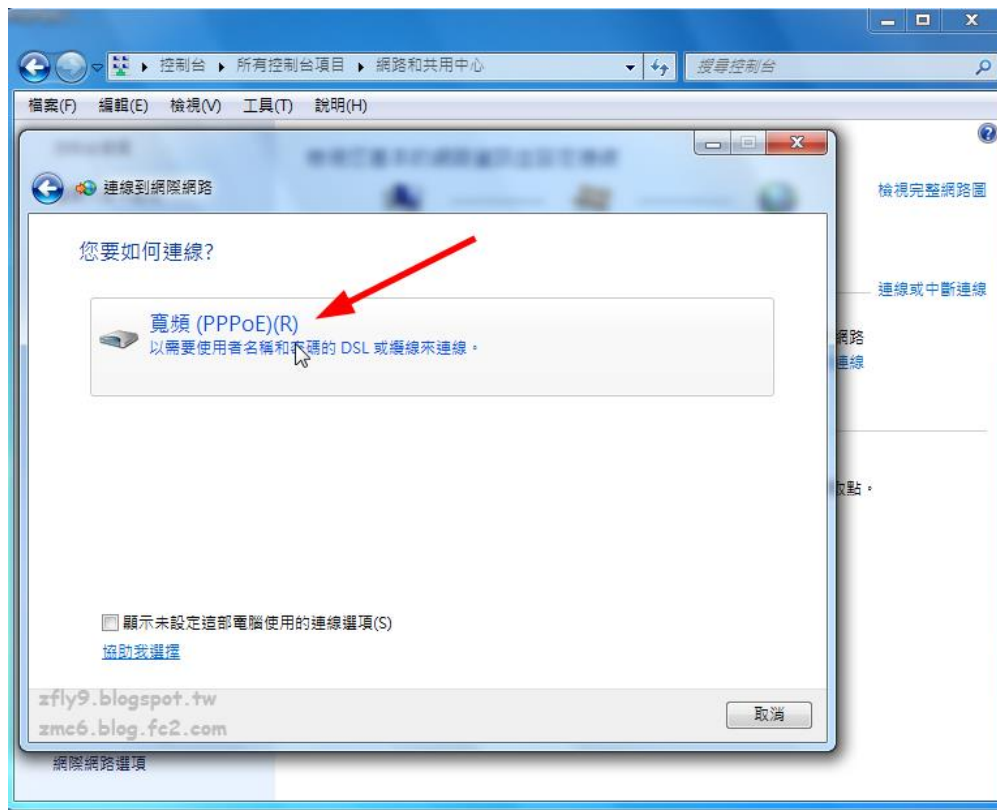 控制台 ▸ 所有控制台項目 ▸ 網路和共用中心
搜尋控制台
檔案(F) 編輯(E) 檢視(V) 工具(T) 說明(H)
連線到網際網路
檢視完整網路圖
您要如何連線?
連線或中斷連線
寬頻 (PPPoE)(R)
網路
以需要使用者名稱和密碼的 DSL 或纜線來連線。
連線
取點。
顯示未設定這部電腦使用的連線選項(S)
協助我選擇
zfly9.blogspot.tw
zmc6.blog.fc2.com
取消
網際網路選項